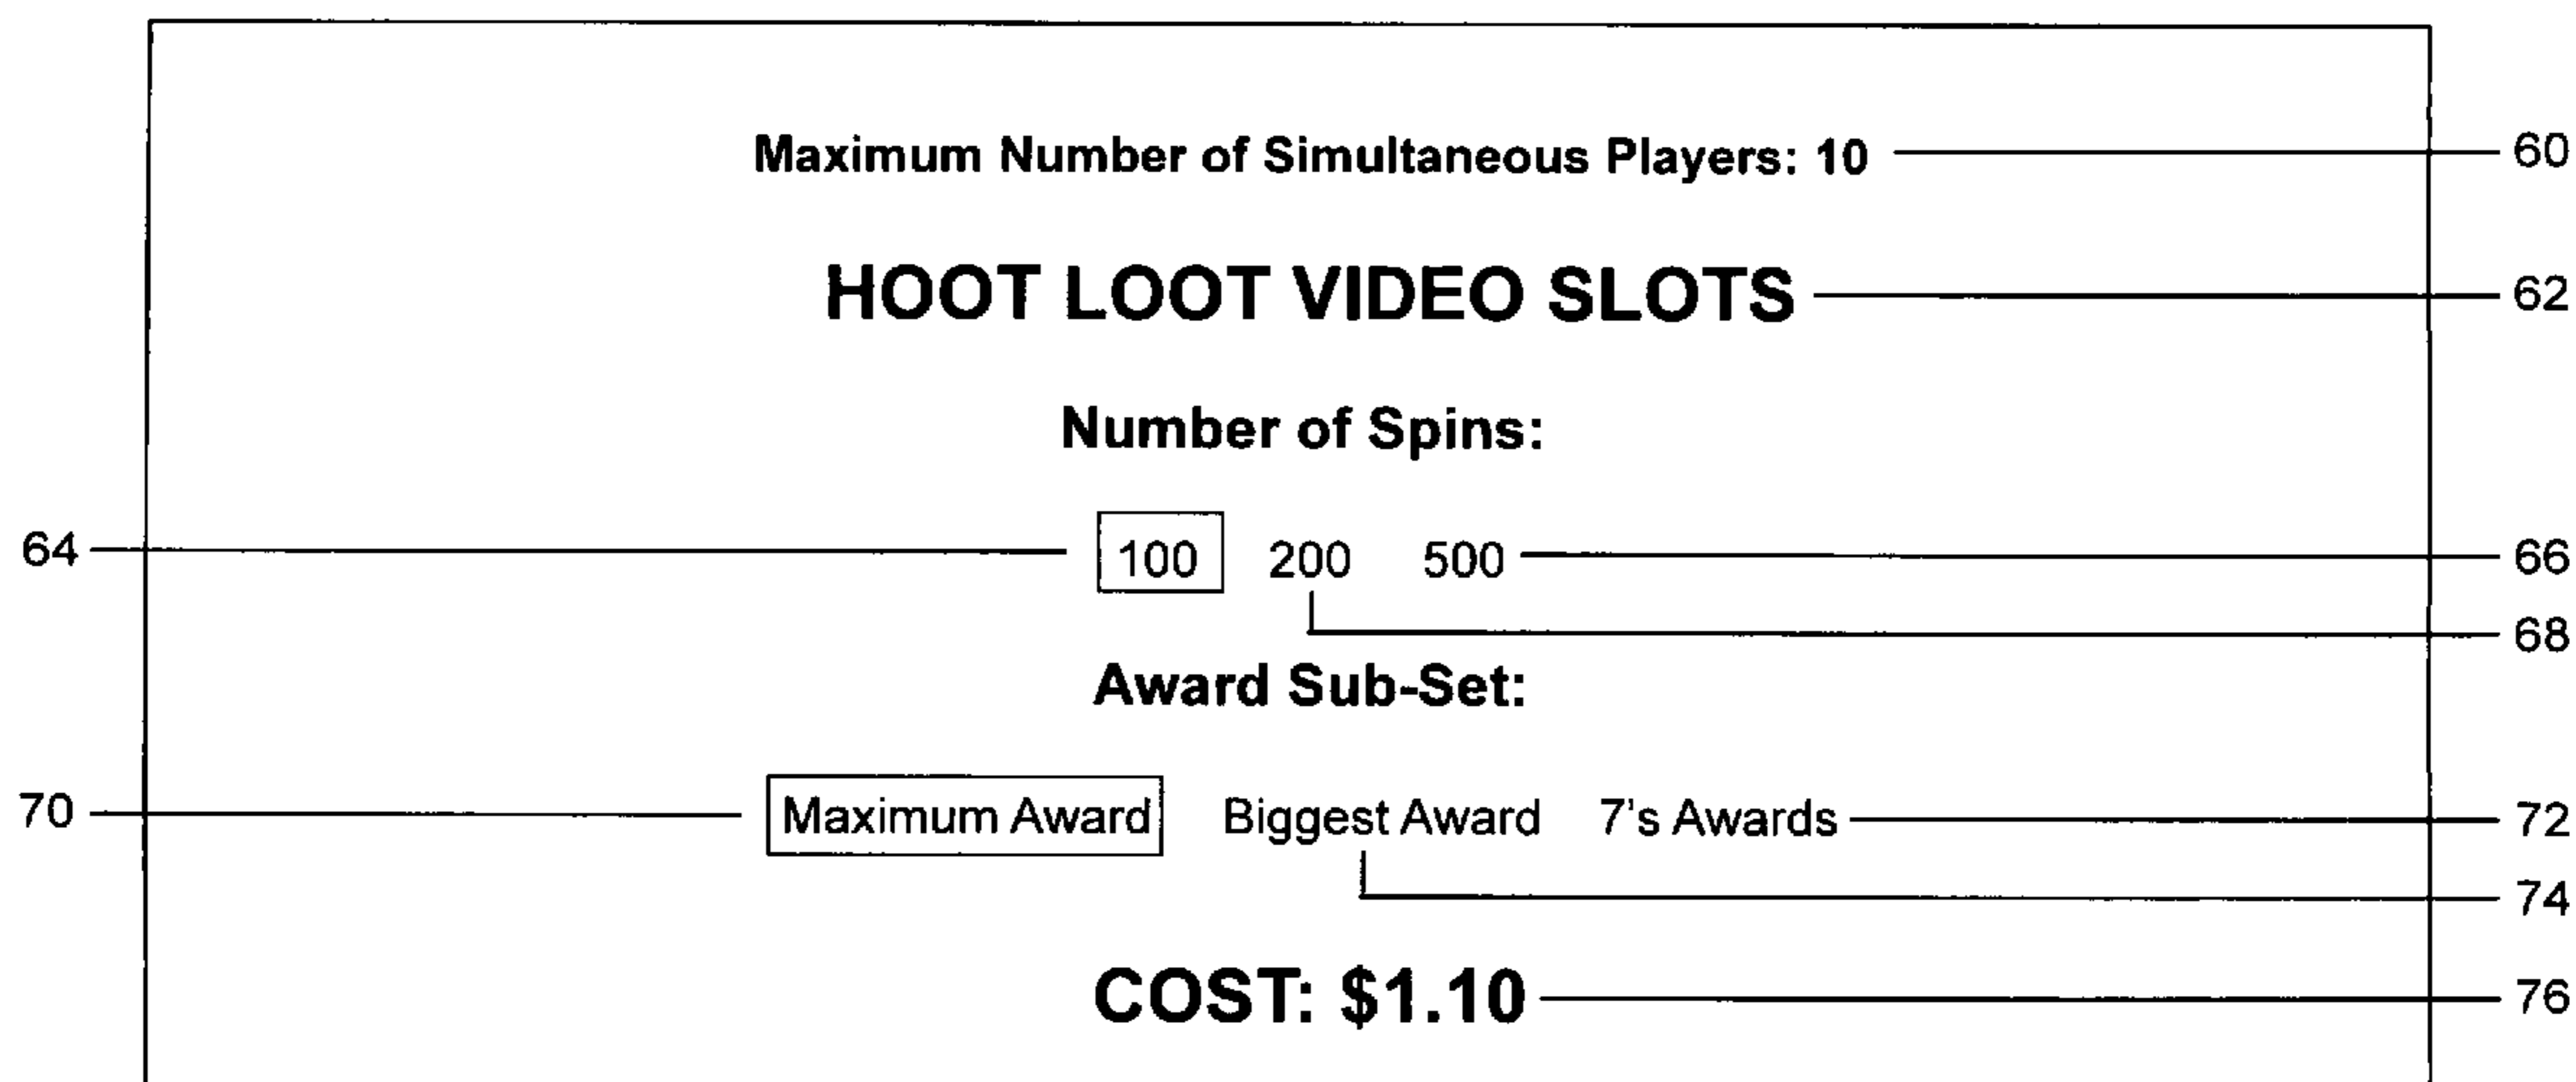 Maximum Number of Simultaneous Players: 10 60
HOOT LOOT VIDEO SLOTS 62
Number of Spins:
64 100 200 500 66
68
Award Sub-Set:
70 Maximum Award Biggest Award 7's Awards 72
74
COST: $1.10 76